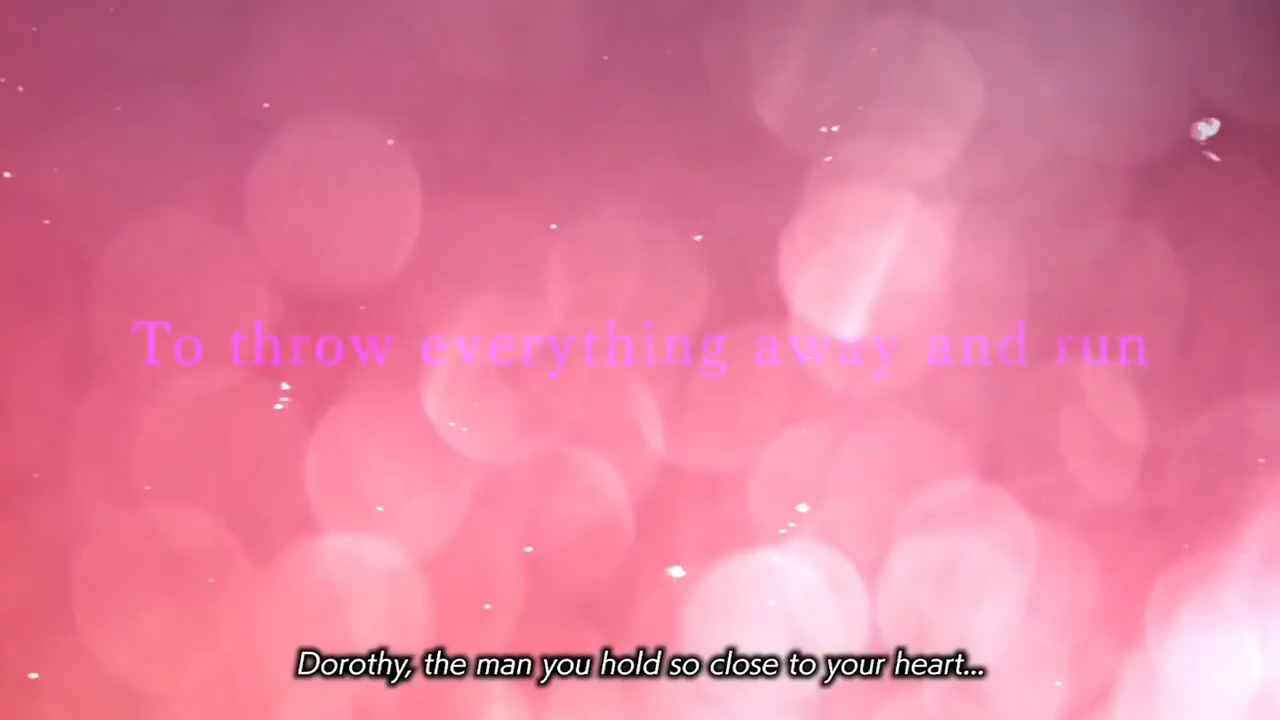 To throw everything away and run
Dorothy, the man you hold so close to your heart...